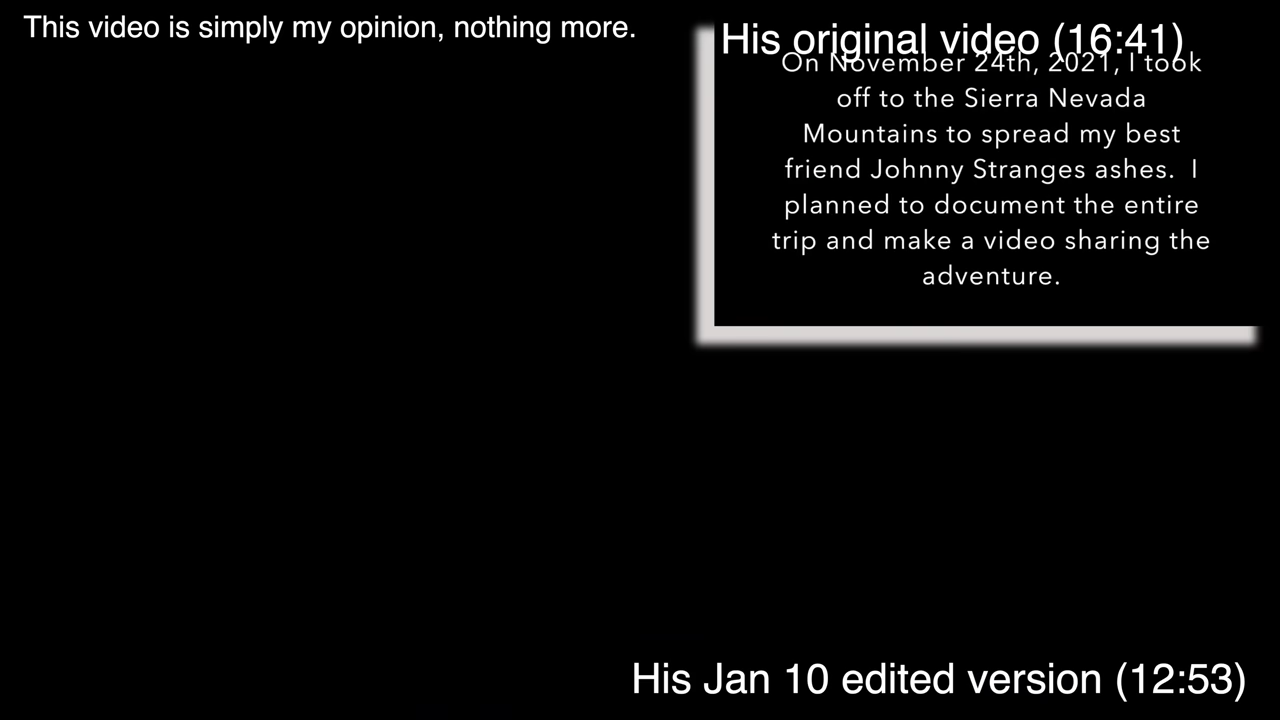 This video is simply my opinion, nothing more.
His original video (16:41)
On November 24th, 2021, I took
off to the Sierra Nevada
Mountains to spread my best
friend Johnny Stranges ashes. I
planned to document the entire
trip and make a video sharing the
adventure.
His Jan 10 edited version (12:53)